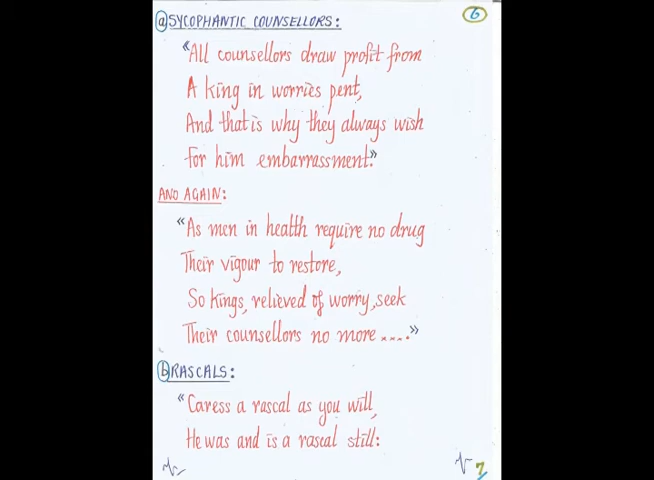 6
a SYCOPHANTIC COUNSELLORS:
"All counsellors draw profit from
A king in worries pent,
And that is why they always wish
For him embarrassment."
AND AGAIN:
"As men in health require no drug
Their vigour to restore,
So kings, relieved of worry, seek
Their counsellors no more ...."
b RASCALS:
"Caress a rascal as you will,
He was and is a rascal still:
7